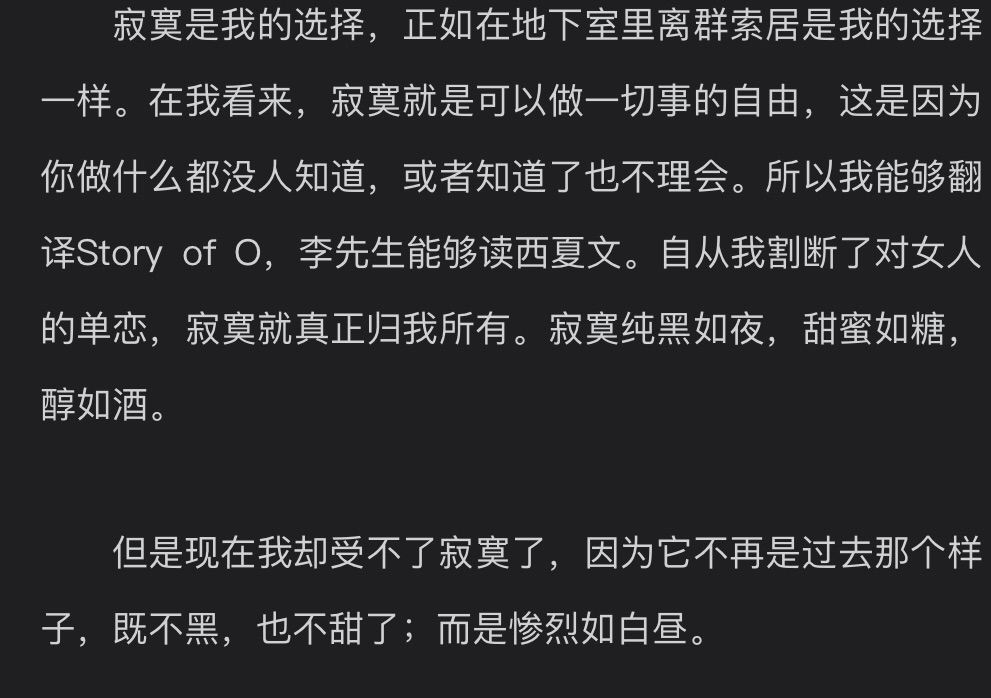 寂寞是我的选择，正如在地下室里离群索居是我的选择
一样。在我看来，寂寞就是可以做一切事的自由，这是因为
你做什么都没人知道，或者知道了也不理会。所以我能够翻
译Story of O，李先生能够读西夏文。自从我割断了对女人
的单恋，寂寞就真正归我所有。寂寞纯黑如夜，甜蜜如糖，
醇如酒。
但是现在我却受不了寂寞了，因为它不再是过去那个样
子，既不黑，也不甜了；而是惨烈如白昼。